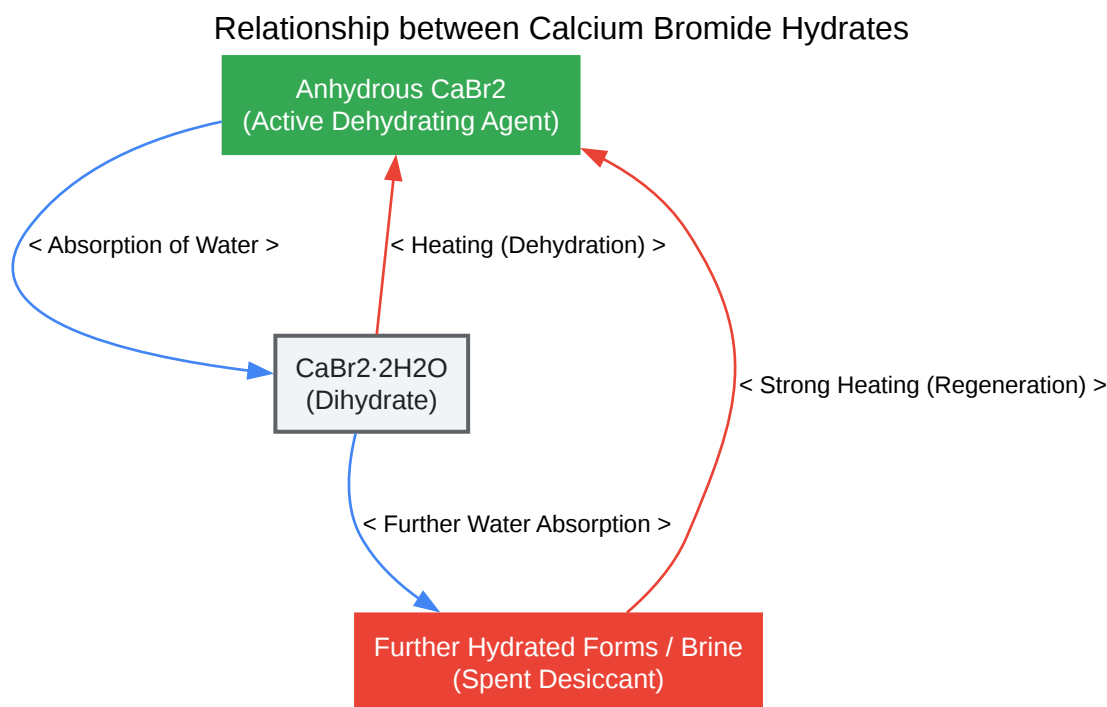 Relationship between Calcium Bromide Hydrates
Anhydrous CaBr2
(Active Dehydrating Agent)
< Absorption of Water >
< Heating (Dehydration) >
CaBr2·2H2O
(Dihydrate)
< Strong Heating (Regeneration) >
< Further Water Absorption >
Further Hydrated Forms / Brine
(Spent Desiccant)